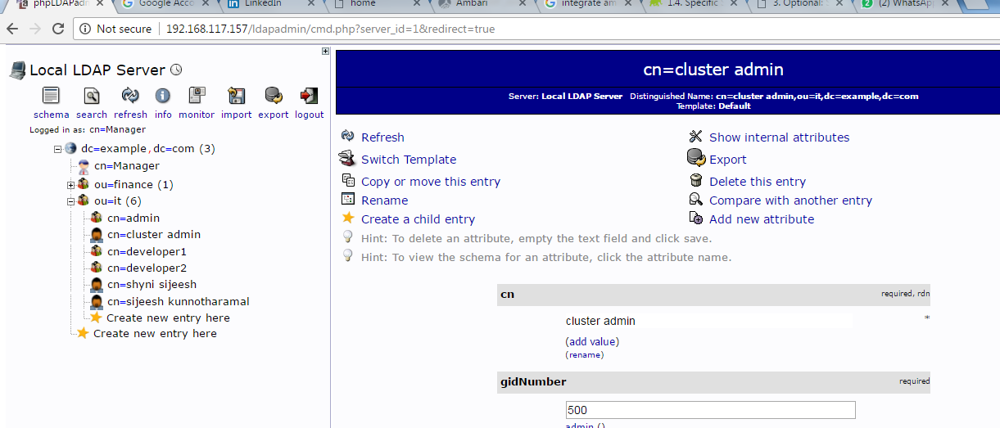 phpLDAPadm
Google Acco
LinkedIn
home
Ambari
integrate am
1.4. Specific
3. Optional: S
(2) WhatsApp
Not secure 192.168.117.157/ldapadmin/cmd.php?server_id=1&redirect=true
Local LDAP Server
schema search refresh info monitor import export logout
Logged in as: cn=Manager
dc=example,dc=com (3)
cn=Manager
ou=finance (1)
ou=it (6)
cn=admin
cn=cluster admin
cn=developer1
cn=developer2
cn=shyni sijeesh
cn=sijeesh kunnotharamal
Create new entry here
Create new entry here
cn=cluster admin
Server: Local LDAP Server Distinguished Name: cn=cluster admin,ou=it,dc=example,dc=com
Template: Default
Refresh
Show internal attributes
Switch Template
Export
Copy or move this entry
Delete this entry
Rename
Compare with another entry
Create a child entry
Add new attribute
Hint: To delete an attribute, empty the text field and click save.
Hint: To view the schema for an attribute, click the attribute name.
cn required, rdn
cluster admin *
(add value)
(rename)
gidNumber required
500
admin ()